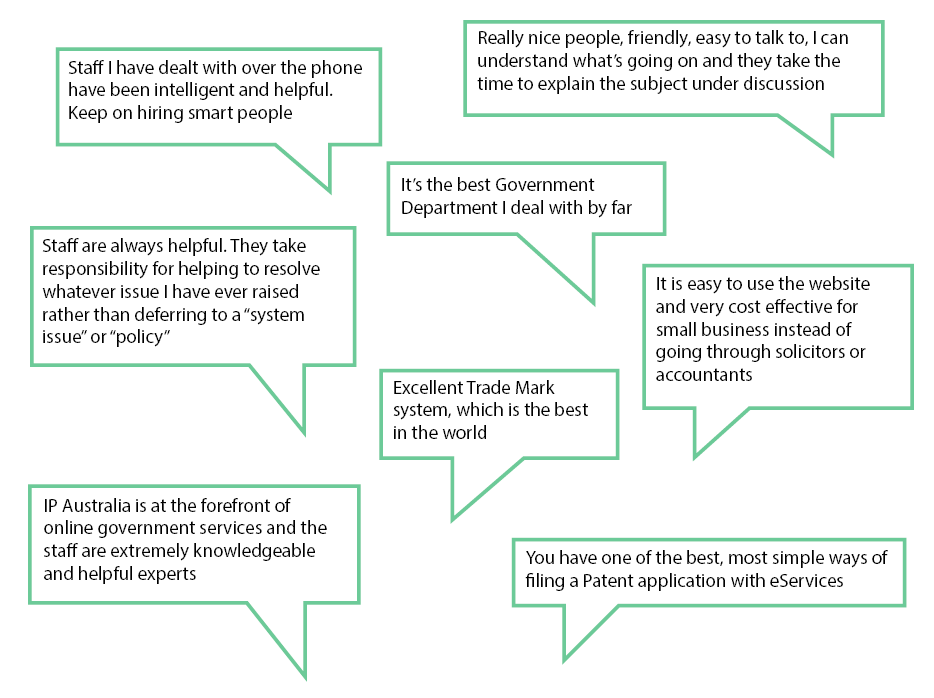 Staff I have dealt with over the phone
have been intelligent and helpful.
Keep on hiring smart people
Really nice people, friendly, easy to talk to, I can
understand what’s going on and they take the
time to explain the subject under discussion
It’s the best Government
Department I deal with by far
Staff are always helpful. They take
responsibility for helping to resolve
whatever issue I have ever raised
rather than deferring to a “system
issue” or “policy”
It is easy to use the website
and very cost effective for
small business instead of
going through solicitors or
accountants
Excellent Trade Mark
system, which is the best
in the world
IP Australia is at the forefront of
online government services and the
staff are extremely knowledgeable
and helpful experts
You have one of the best, most simple ways of
filing a Patent application with eServices